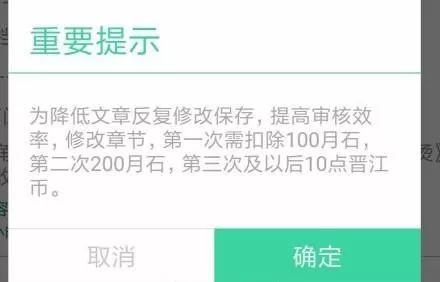 重要提示
为降低文章反复修改保存，提高审核效
率，修改章节，第一次需扣除100月石，
第二次200月石，第三次及以后10点晋江
币。
取消
确定